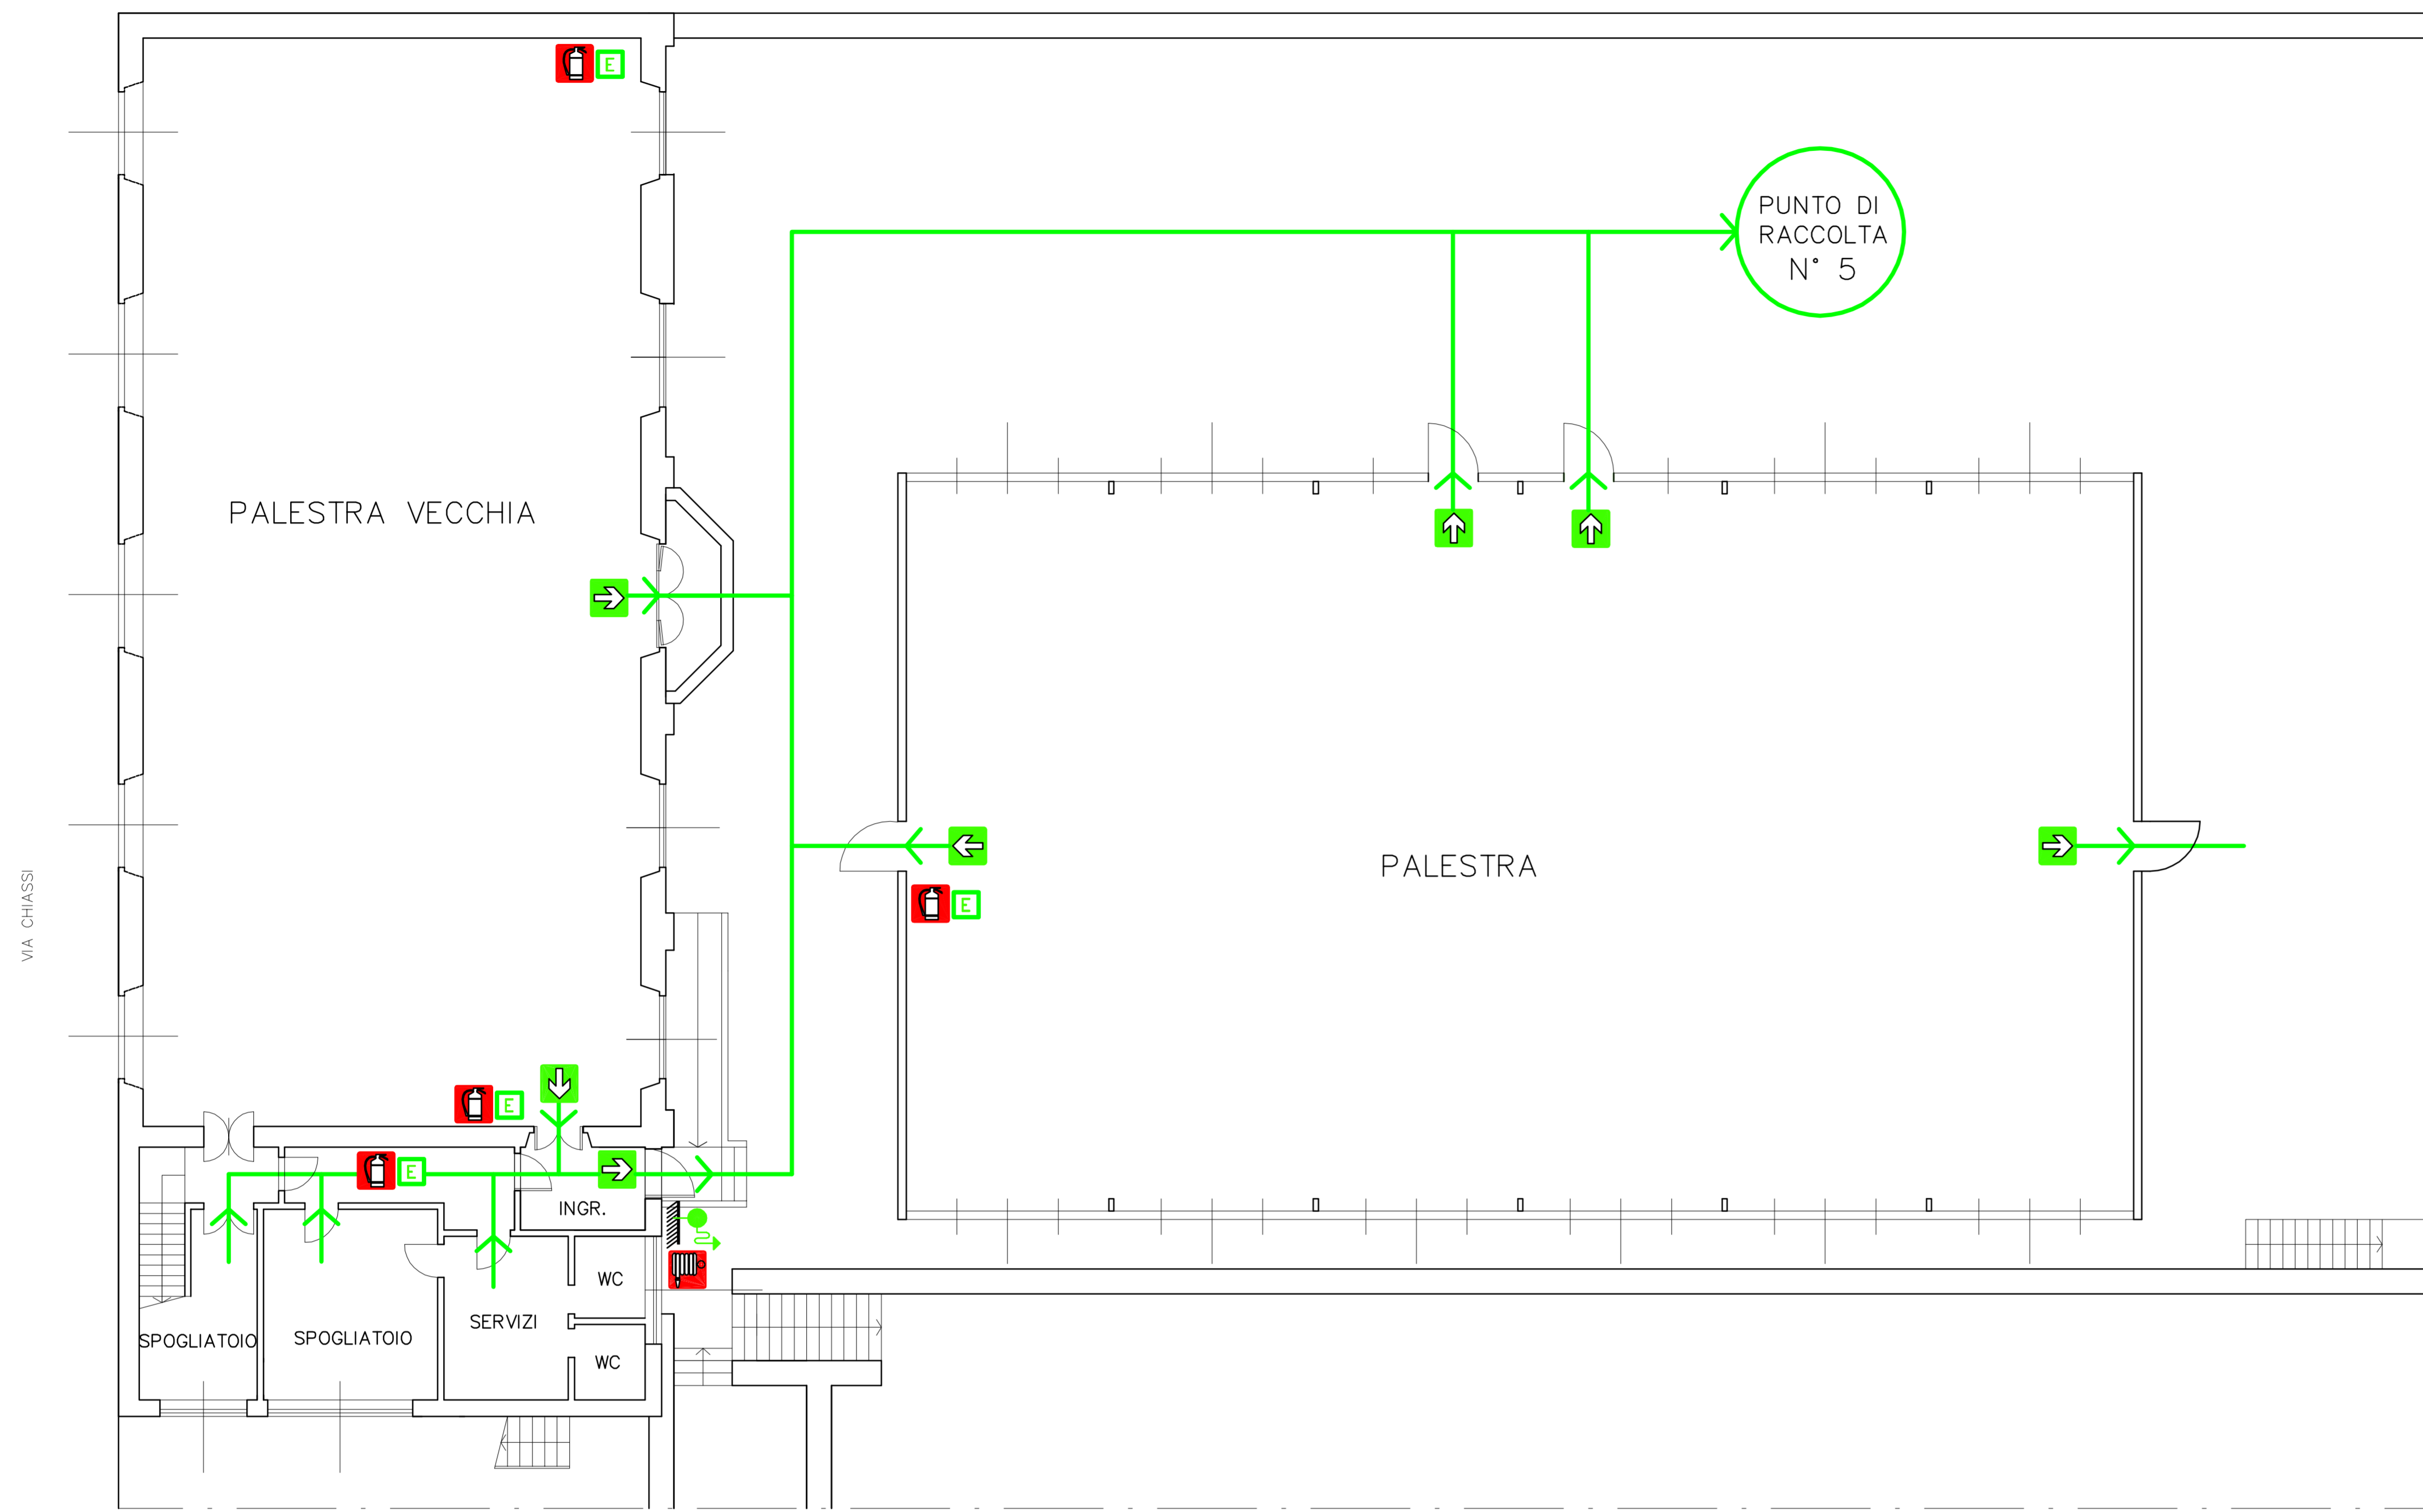 E
PUNTO DI
RACCOLTA
N° 5
PALESTRA VECCHIA
PALESTRA
VIA CHIASSI
E
E
E
INGR.
WC
SERVIZI
SPOGLIATOIO
SPOGLIATOIO
WC